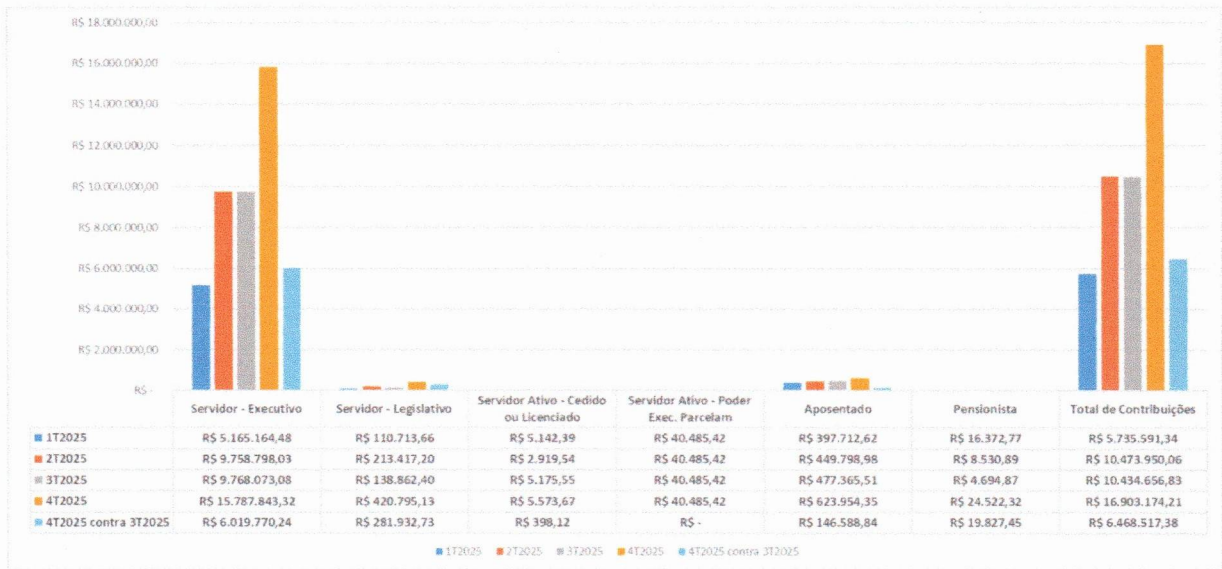 R$ 18.000.000,00
R$ 16.000.000,00
R$ 14.000.000,00
R$ 12.000.000,00
R$ 10.000.000,00
R$ 8.000.000,00
R$ 6.000.000,00
R$ 4.000.000,00
R$ 2.000.000,00
R$ -
Servidor - Executivo Servidor - Legislativo Servidor Ativo - Cedido ou Licenciado Servidor Ativo - Poder Exec. Parcelam Aposentado Pensionista Total de Contribuições
1T2025 R$ 5.165.164,48 R$ 110.713,66 R$ 5.142,39 R$ 40.485,42 R$ 397.712,62 R$ 16.372,77 R$ 5.735.591,34
2T2025 R$ 9.758.798,03 R$ 213.417,20 R$ 2.919,54 R$ 40.485,42 R$ 449.798,98 R$ 8.530,89 R$ 10.473.950,06
3T2025 R$ 9.768.073,08 R$ 138.862,40 R$ 5.175,55 R$ 40.485,42 R$ 477.365,51 R$ 4.694,87 R$ 10.434.656,83
4T2025 R$ 15.787.843,32 R$ 420.795,13 R$ 5.573,67 R$ 40.485,42 R$ 623.954,35 R$ 24.522,32 R$ 16.903.174,21
4T2025 contra 3T2025 R$ 6.019.770,24 R$ 281.932,73 R$ 398,12 R$ - R$ 146.588,84 R$ 19.827,45 R$ 6.468.517,38
1T2025 2T2025 3T2025 4T2025 4T2025 contra 3T2025